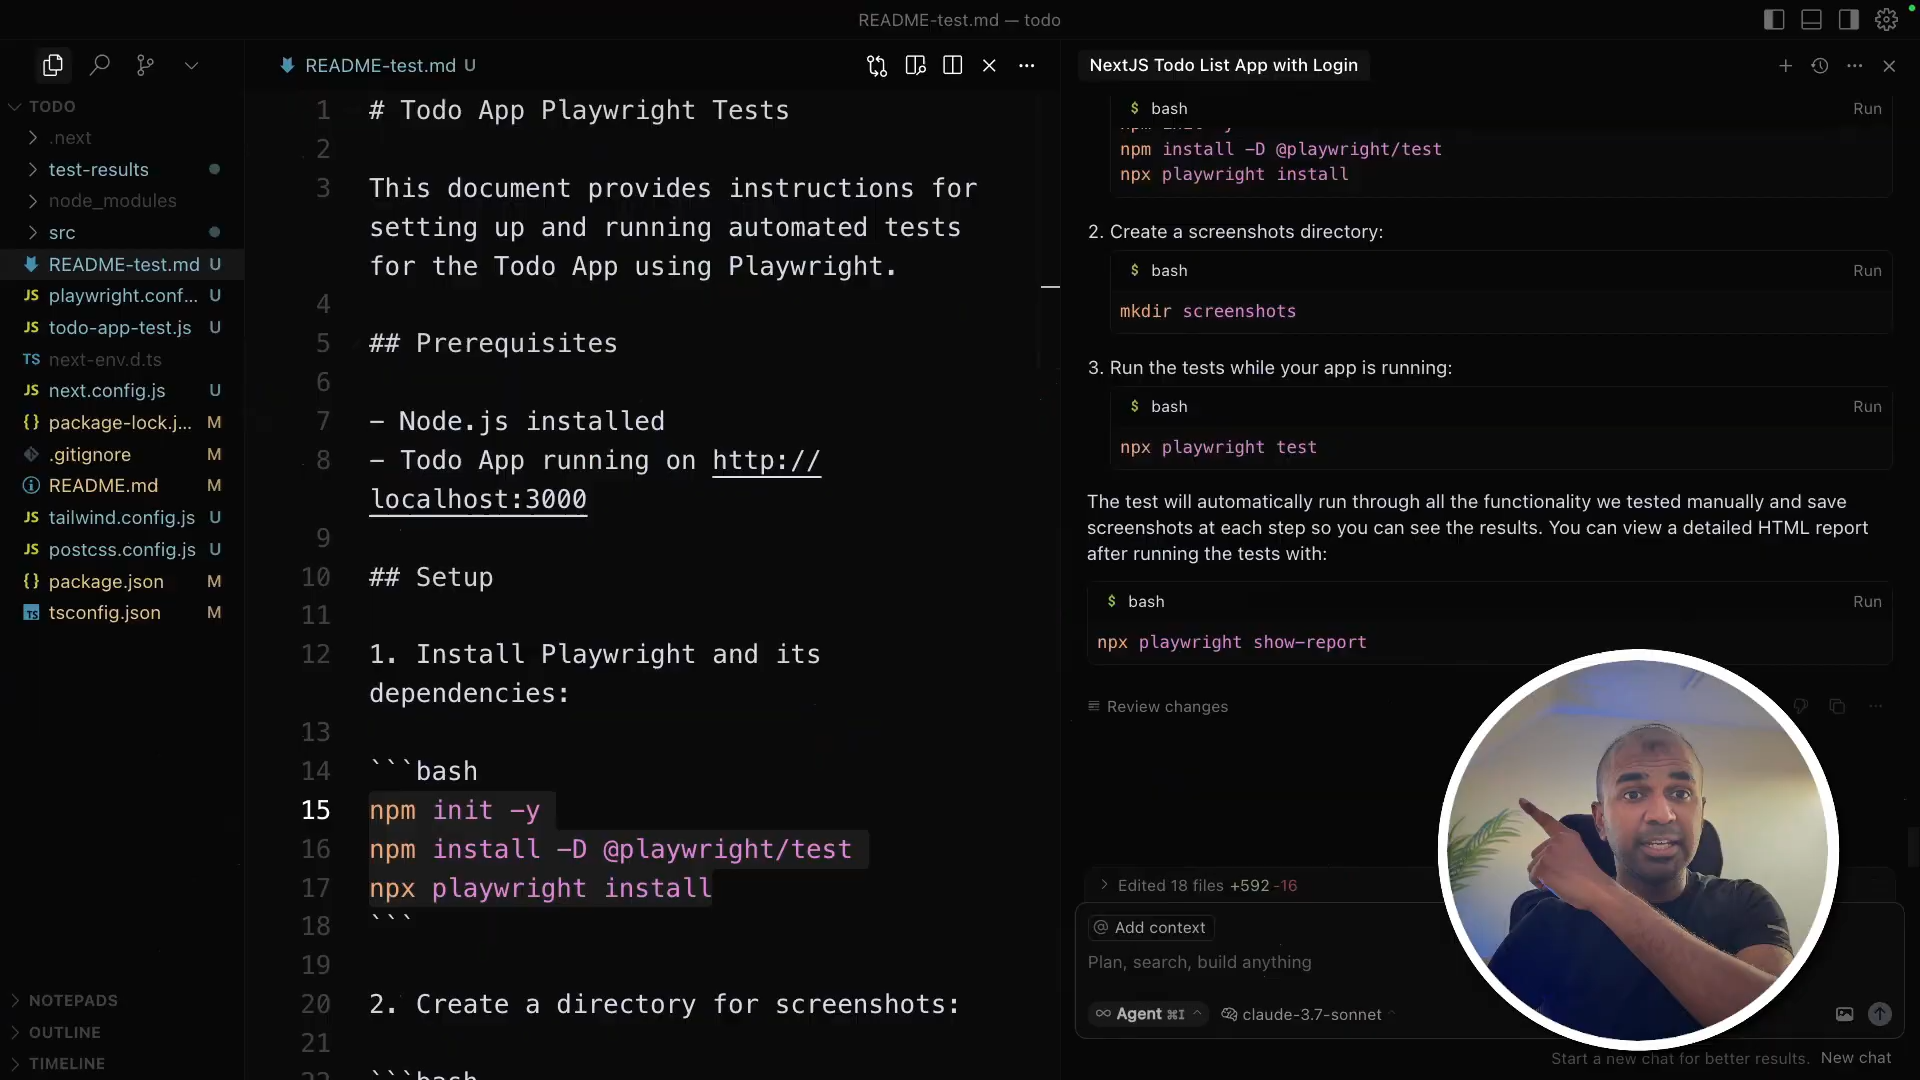 README-test.md — todo
TODO
.next
test-results
node_modules
src
README-test.md U
JS playwright.conf... U
JS todo-app-test.js U
TS next-env.d.ts
JS next.config.js U
{} package-lock.j... M
.gitignore M
README.md M
JS tailwind.config.js U
JS postcss.config.js U
{} package.json M
TS tsconfig.json M
NOTEPADS
OUTLINE
TIMELINE
README-test.md U
1 # Todo App Playwright Tests
2
3 This document provides instructions for
setting up and running automated tests
for the Todo App using Playwright.
4
5 ## Prerequisites
6
7 - Node.js installed
8 - Todo App running on http://
localhost:3000
9
10 ## Setup
11
12 1. Install Playwright and its
dependencies:
13
14 ```bash
15 npm init -y
16 npm install -D @playwright/test
17 npx playwright install
18 ```
19
20 2. Create a directory for screenshots:
21
22 ```bash
NextJS Todo List App with Login
$ bash Run
npm init -y
npm install -D @playwright/test
npx playwright install
2. Create a screenshots directory:
$ bash Run
mkdir screenshots
3. Run the tests while your app is running:
$ bash Run
npx playwright test
The test will automatically run through all the functionality we tested manually and save
screenshots at each step so you can see the results. You can view a detailed HTML report
after running the tests with:
$ bash Run
npx playwright show-report
Review changes
Edited 18 files +592 -16
@ Add context
Plan, search, build anything
∞ Agent ⌘I claude-3.7-sonnet
Start a new chat for better results. New chat